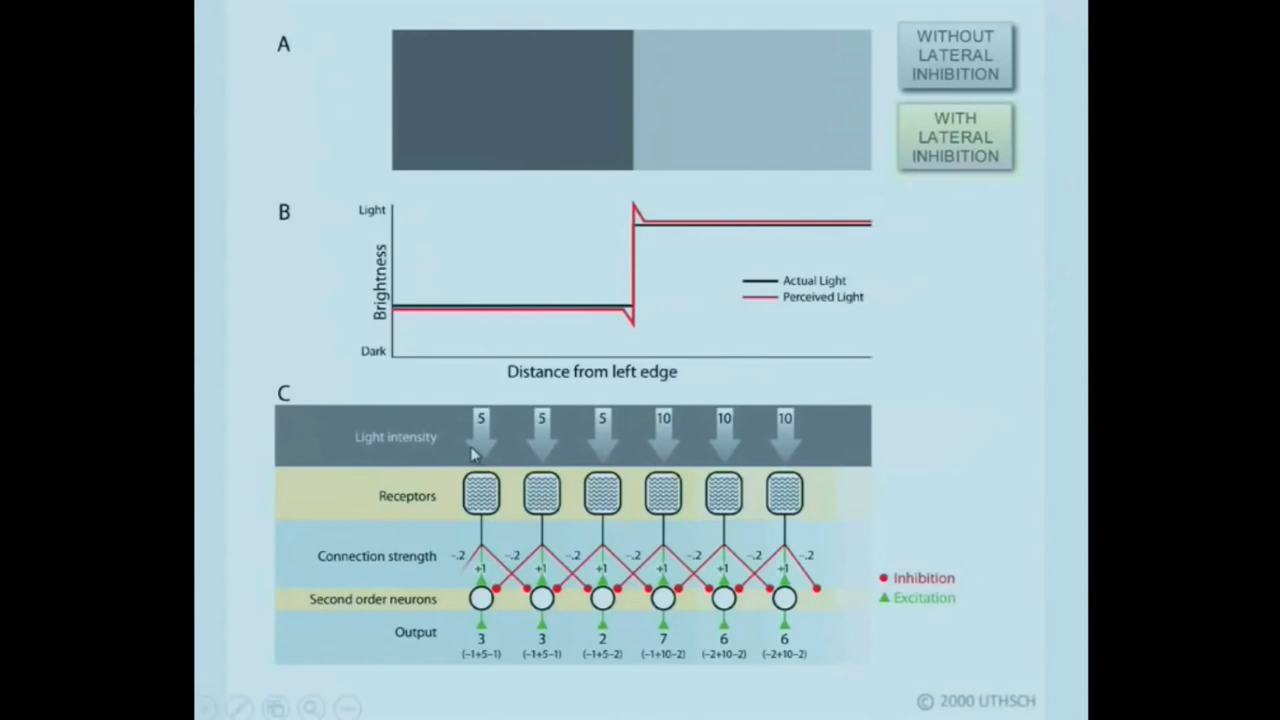 A
WITHOUT
LATERAL
INHIBITION
WITH
LATERAL
INHIBITION
B
Light
Brightness
Dark
Actual Light
Perceived Light
Distance from left edge
C
Light intensity
5 5 5 10 10 10
Receptors
Connection strength
-.2 -.2 -.2 -.2 -.2 -.2 -.2
+1 +1 +1 +1 +1 +1
Inhibition
Second order neurons
Excitation
Output
3 3 2 7 6 6
(-1+5-1) (-1+5-1) (-1+5-2) (-1+10-2) (-2+10-2) (-2+10-2)
© 2000 UTHSCH